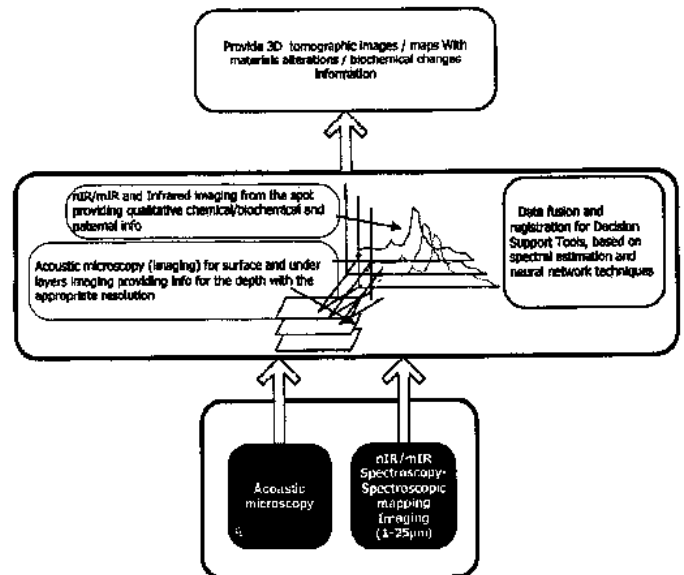 Provide 3D tomographic images / maps With
materials alterations / biochemical changes
information
nIR/mIR and Infrared imaging from the spot
providing qualitative chemical/biochemical and
paternal info
Acoustic microscopy (imaging) for surface and under
layers imaging providing info for the depth with the
appropriate resolution
Data fusion and
registration for Decision
Support Tools, based on
spectral estimation and
neural network techniques
Acoustic
microscopy
nIR/mIR
Spectroscopy-
Spectroscopic
mapping
Imaging
(1-25μm)